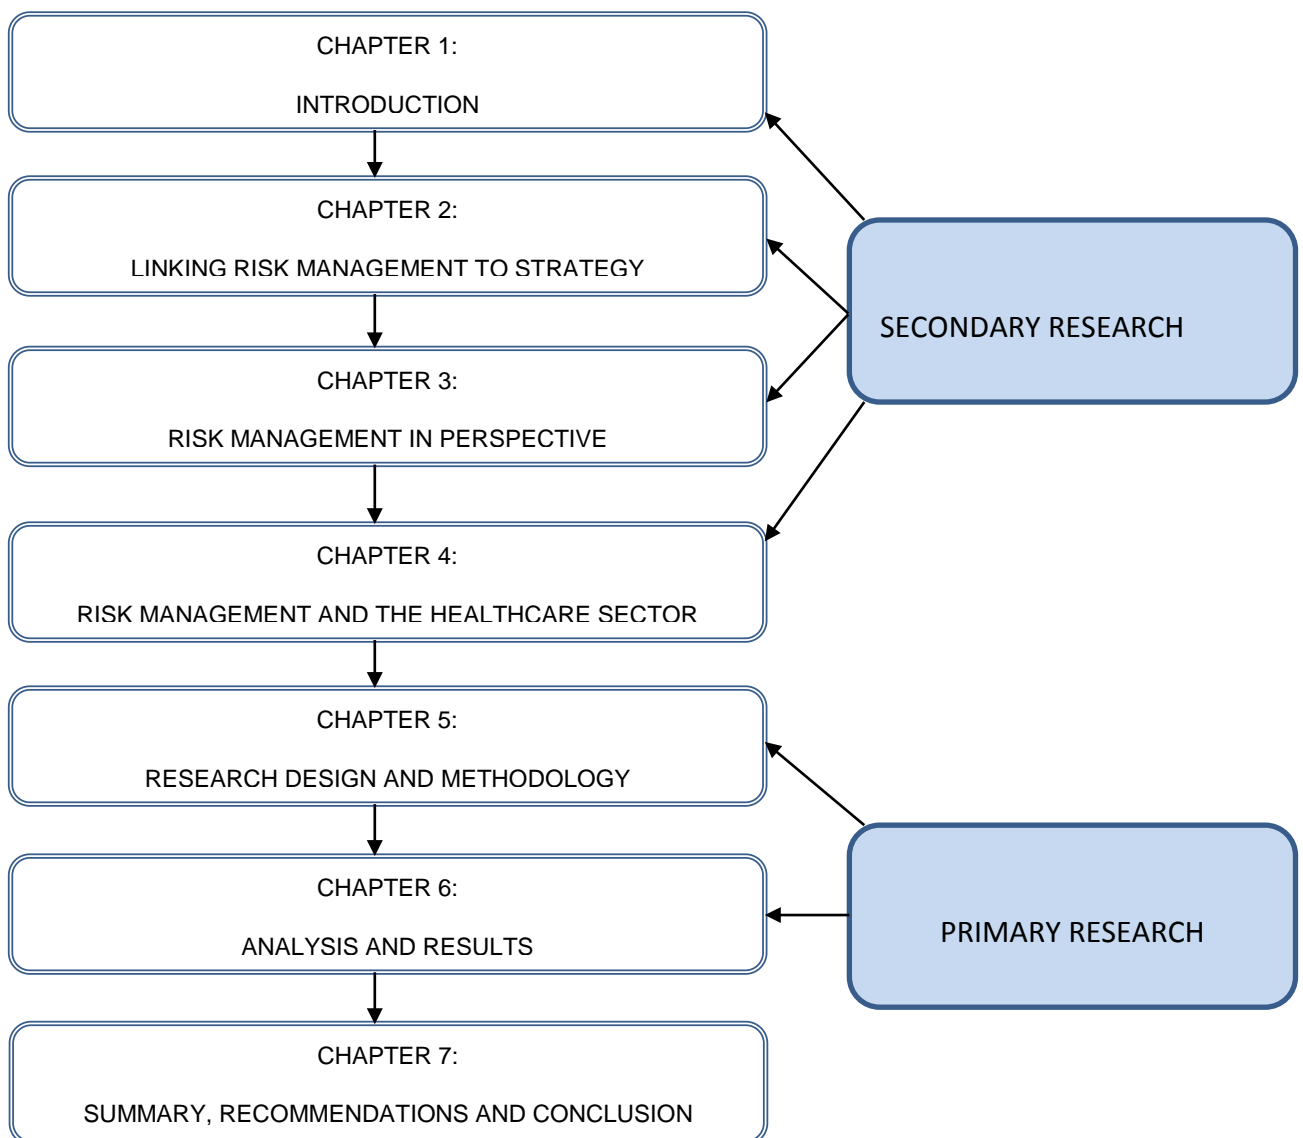 CHAPTER 1:
INTRODUCTION
CHAPTER 2:
LINKING RISK MANAGEMENT TO STRATEGY
SECONDARY RESEARCH
CHAPTER 3:
RISK MANAGEMENT IN PERSPECTIVE
CHAPTER 4:
RISK MANAGEMENT AND THE HEALTHCARE SECTOR
CHAPTER 5:
RESEARCH DESIGN AND METHODOLOGY
CHAPTER 6:
ANALYSIS AND RESULTS
PRIMARY RESEARCH
CHAPTER 7:
SUMMARY, RECOMMENDATIONS AND CONCLUSION